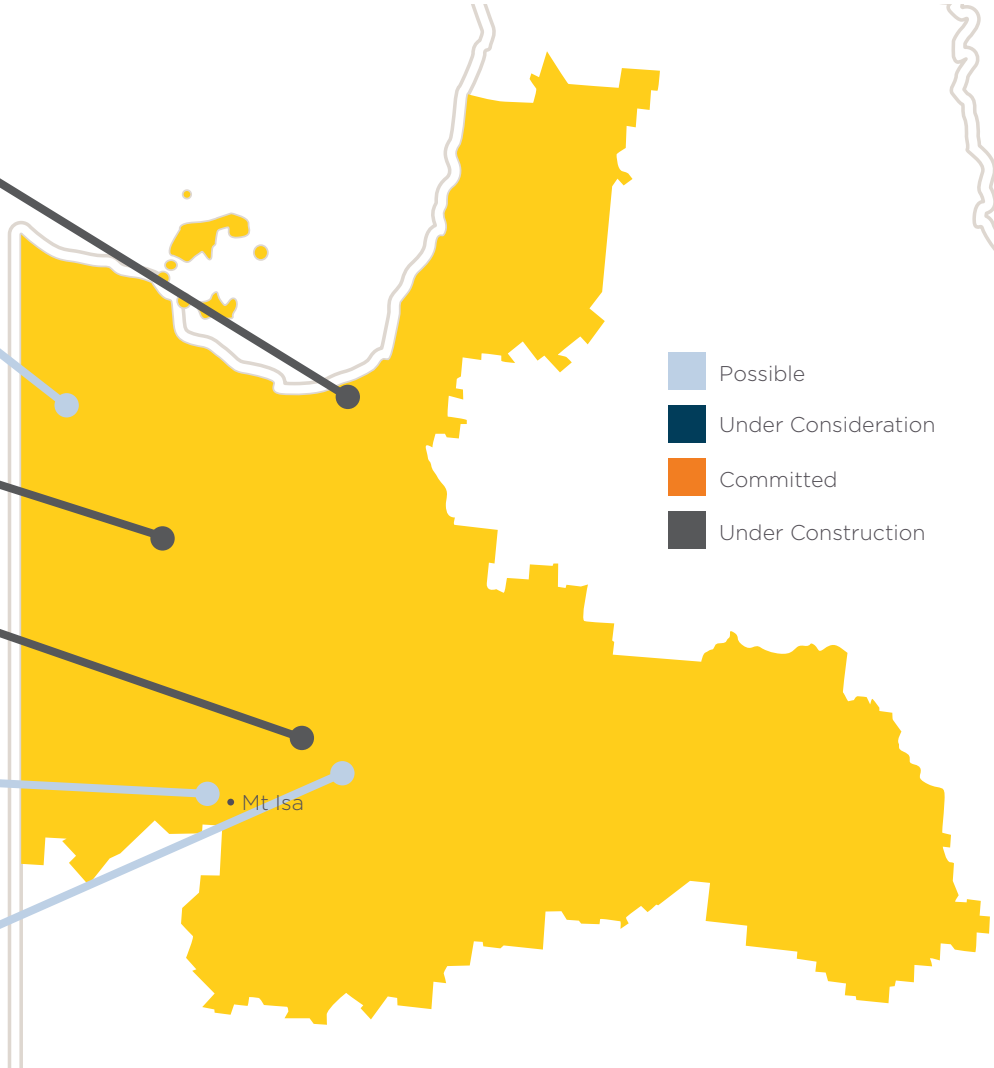 Possible
Under Consideration
Committed
Under Construction
Mt Isa